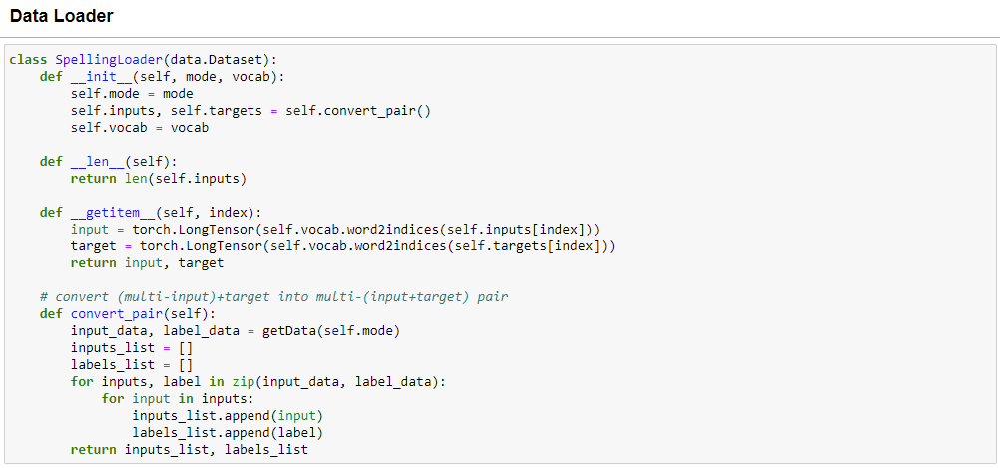 Data Loader
class SpellingLoader(data.Dataset):
    def __init__(self, mode, vocab):
        self.mode = mode
        self.inputs, self.targets = self.convert_pair()
        self.vocab = vocab

    def __len__(self):
        return len(self.inputs)

    def __getitem__(self, index):
        input = torch.LongTensor(self.vocab.word2indices(self.inputs[index]))
        target = torch.LongTensor(self.vocab.word2indices(self.targets[index]))
        return input, target

    # convert (multi-input)+target into multi-(input+target) pair
    def convert_pair(self):
        input_data, label_data = getData(self.mode)
        inputs_list = []
        labels_list = []
        for inputs, label in zip(input_data, label_data):
            for input in inputs:
                inputs_list.append(input)
                labels_list.append(label)
        return inputs_list, labels_list